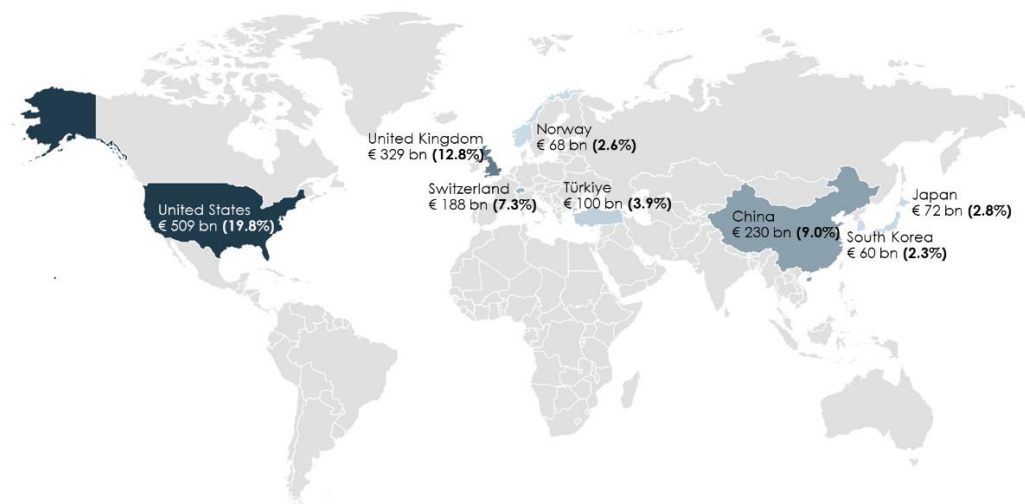 Norway
€ 68 bn (2.6%)
United Kingdom
€ 329 bn (12.8%)
Switzerland
€ 188 bn (7.3%)
Türkiye
€ 100 bn (3.9%)
Japan
€ 72 bn (2.8%)
United States
€ 509 bn (19.8%)
China
€ 230 bn (9.0%)
South Korea
€ 60 bn (2.3%)